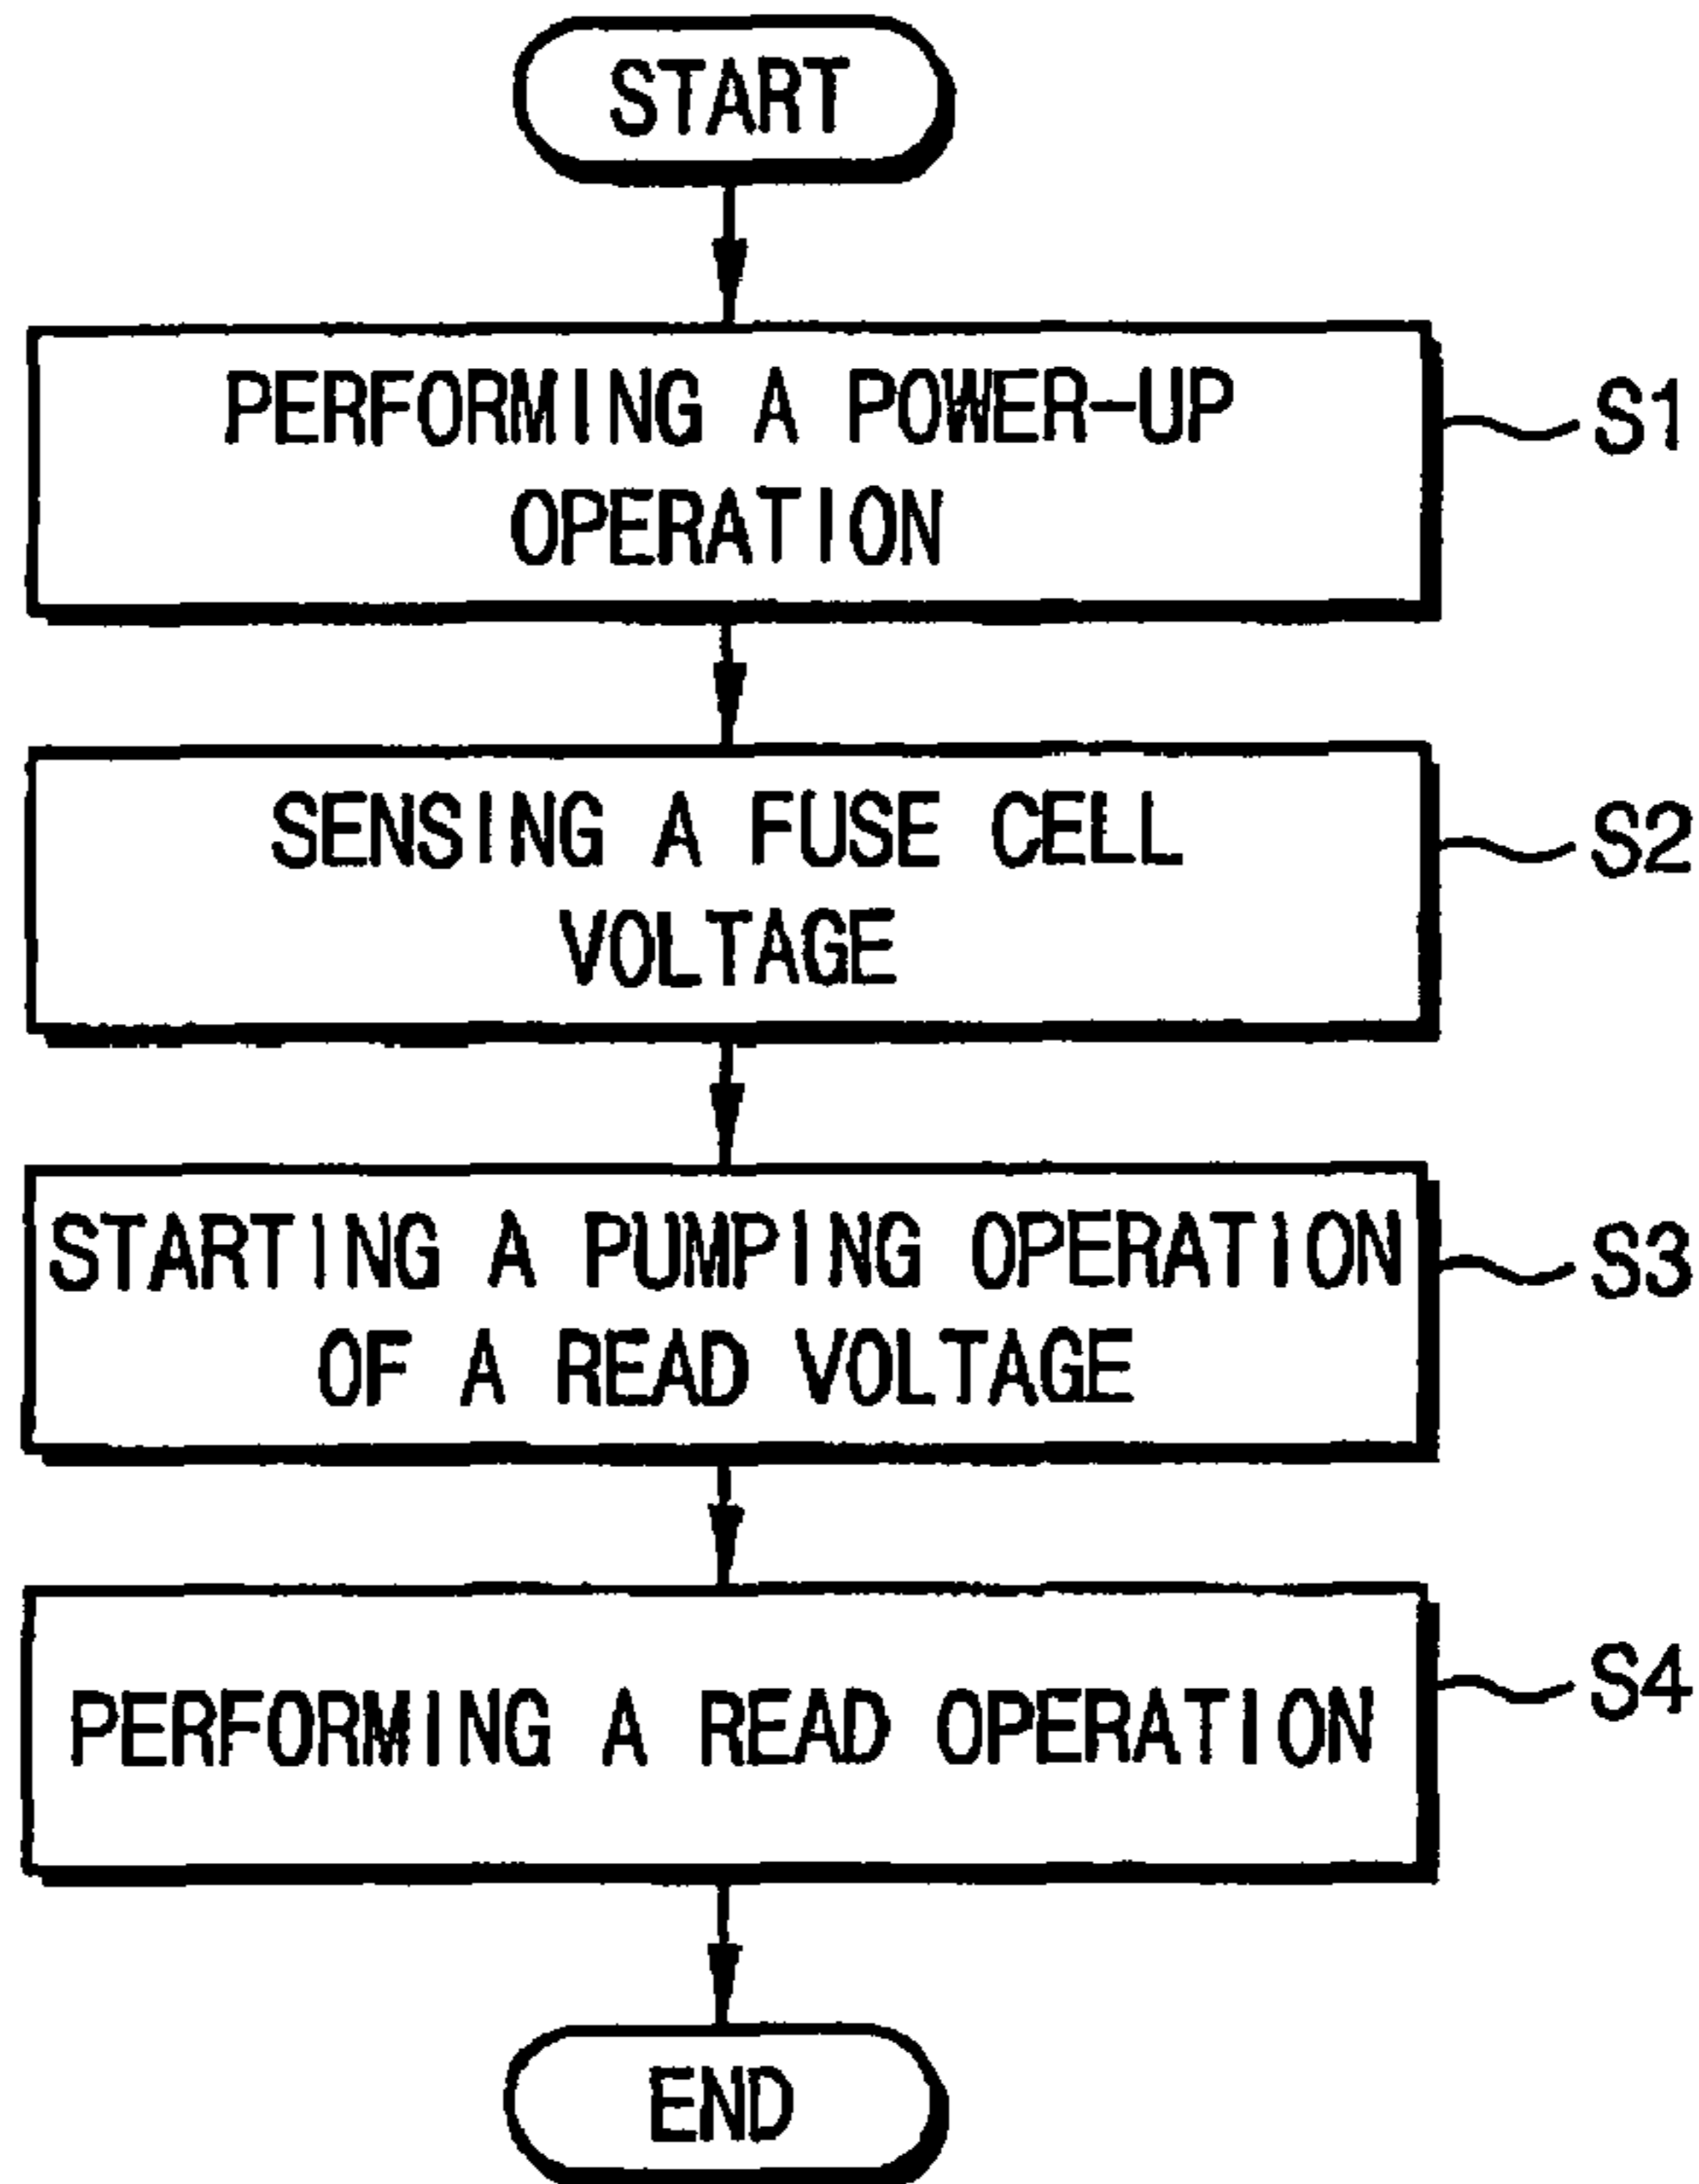 START
PERFORMING A POWER-UP
OPERATION
S1
SENSING A FUSE CELL
VOLTAGE
S2
STARTING A PUMPING OPERATION
OF A READ VOLTAGE
S3
PERFORMING A READ OPERATION
S4
END